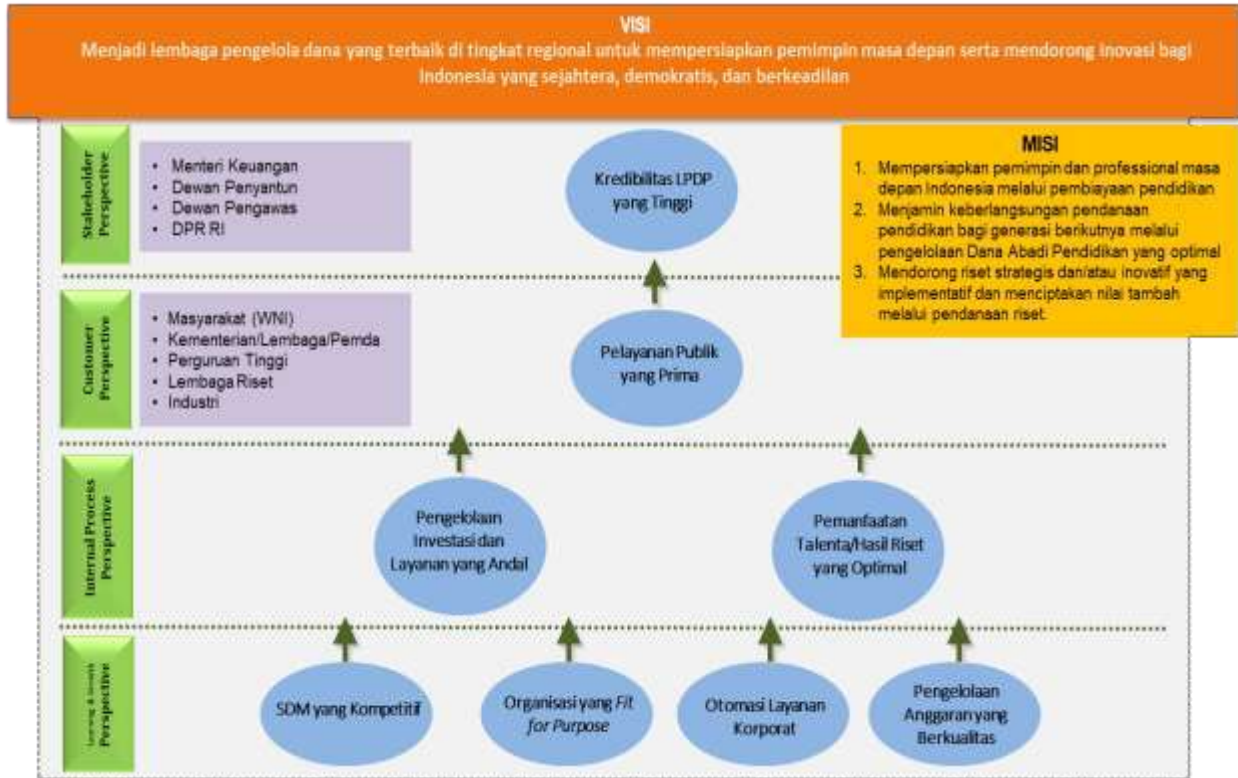 VISI
Menjadi lembaga pengelola dana yang terbaik di tingkat regional untuk mempersiapkan pemimpin masa depan serta mendorong inovasi bagi
Indonesia yang sejahtera, demokratis, dan berkeadilan
Stakeholder
Perspective
• Menteri Keuangan
• Dewan Penyantun
• Dewan Pengawas
• DPR RI
Kredibilitas LPDP
yang Tinggi
MISI
1. Mempersiapkan pemimpin dan professional masa
depan Indonesia melalui pembiayaan pendidikan
2. Menjamin keberlangsungan pendanaan
pendidikan bagi generasi berikutnya melalui
pengelolaan Dana Abadi Pendidikan yang optimal
3. Mendorong riset strategis dan/atau inovatif yang
implementatif dan menciptakan nilai tambah
melalui pendanaan riset.
Customer
Perspective
• Masyarakat (WNI)
• Kementerian/Lembaga/Pemda
• Perguruan Tinggi
• Lembaga Riset
• Industri
Pelayanan Publik
yang Prima
Internal Process
Perspective
Pengelolaan
Investasi dan
Layanan yang Andal
Pemanfaatan
Talenta/Hasil Riset
yang Optimal
Learning & Growth
Perspective
SDM yang Kompetitif
Organisasi yang Fit
for Purpose
Otomasi Layanan
Korporat
Pengelolaan
Anggaran yang
Berkualitas